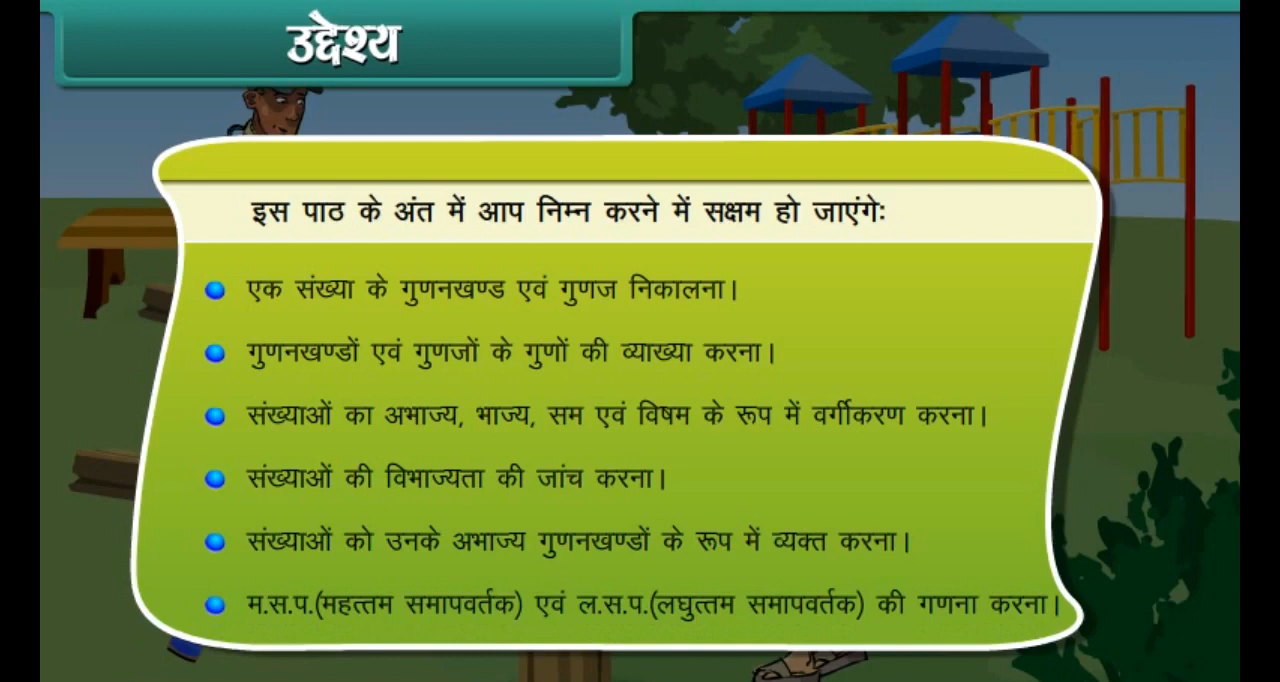 उद्देश्य
इस पाठ के अंत में आप निम्न करने में सक्षम हो जाएंगेः
एक संख्या के गुणनखण्ड एवं गुणज निकालना।
गुणनखण्डों एवं गुणजों के गुणों की व्याख्या करना।
संख्याओं का अभाज्य, भाज्य, सम एवं विषम के रूप में वर्गीकरण करना।
संख्याओं की विभाज्यता की जांच करना।
संख्याओं को उनके अभाज्य गुणनखण्डों के रूप में व्यक्त करना।
म.स.प.(महत्तम समापवर्तक) एवं ल.स.प.(लघुत्तम समापवर्तक) की गणना करना।